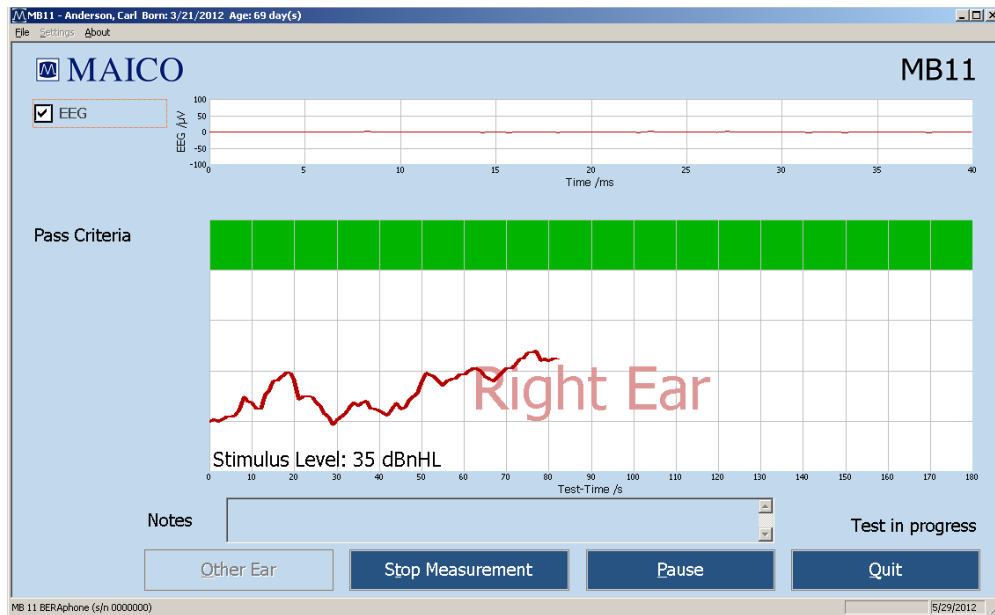 MB11 - Anderson, Carl Born: 3/21/2012 Age: 69 day(s)
File Settings About
MAICO
MB11
EEG
EEG /µV
100
50
0
-50
-100
0 5 10 15 20 25 30 35 40
Time /ms
Pass Criteria
Right Ear
Stimulus Level: 35 dBnHL
0 10 20 30 40 50 60 70 80 90 100 110 120 130 140 150 160 170 180
Test-Time /s
Notes
Test in progress
Other Ear Stop Measurement Pause Quit
MB 11 BERAphone (s/n 0000000) 5/29/2012